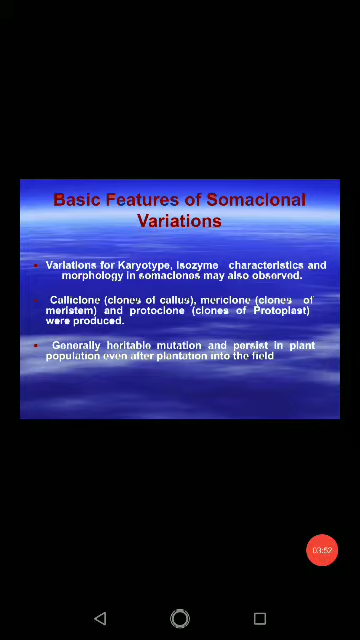 Basic Features of Somaclonal
Variations
Variations for Karyotype, Isozyme characteristics and
morphology in somaclones may also observed.
Calliclone (clones of callus), mericlone (clones of
meristem) and protoclone (clones of Protoplast)
were produced.
Generally heritable mutation and persist in plant
population even after plantation into the field
03:52